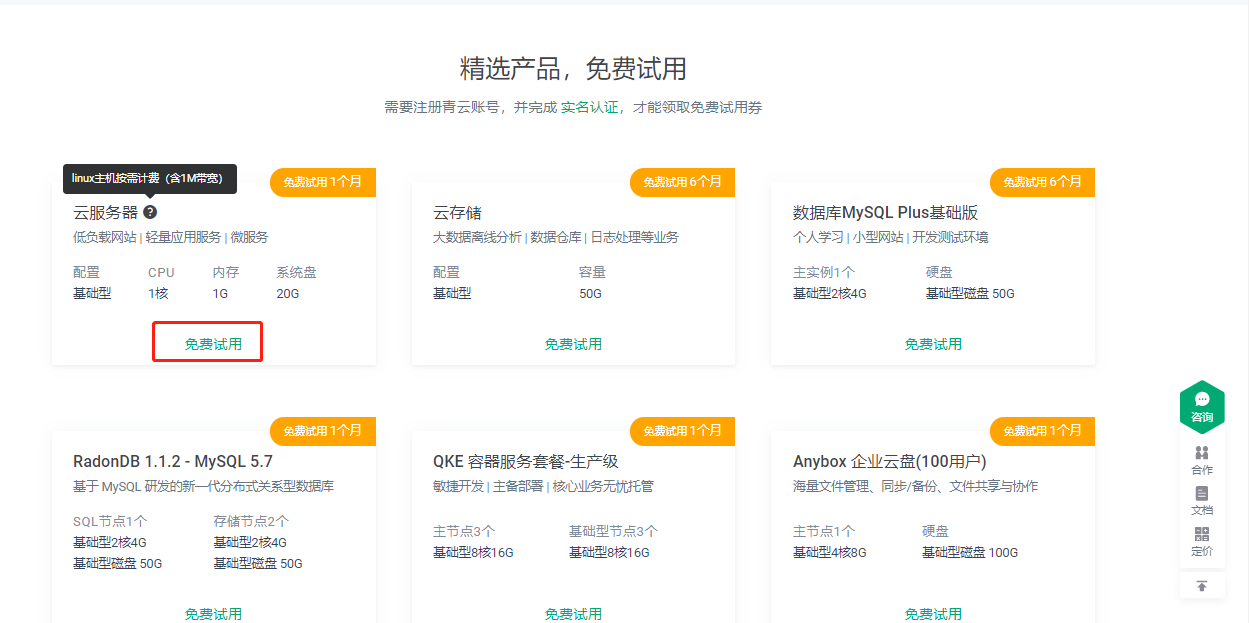 精选产品，免费试用
需要注册青云账号，并完成 实名认证，才能领取免费试用券
linux主机按需计费（含1M带宽）
免费试用 1个月
云服务器 ?
低负载网站 | 轻量应用服务 | 微服务
配置 CPU 内存 系统盘
基础型 1核 1G 20G
免费试用
免费试用 6个月
云存储
大数据离线分析 | 数据仓库 | 日志处理等业务
配置 容量
基础型 50G
免费试用
免费试用 6个月
数据库MySQL Plus基础版
个人学习 | 小型网站 | 开发测试环境
主实例1个 硬盘
基础型2核4G 基础型磁盘 50G
免费试用
免费试用 1个月
RadonDB 1.1.2 - MySQL 5.7
基于 MySQL 研发的新一代分布式关系型数据库
SQL节点1个 存储节点2个
基础型2核4G 基础型2核4G
基础型磁盘 50G 基础型磁盘 50G
免费试用
免费试用 1个月
QKE 容器服务套餐-生产级
敏捷开发 | 主备部署 | 核心业务无忧托管
主节点3个 基础型节点3个
基础型8核16G 基础型8核16G
免费试用
免费试用 1个月
Anybox 企业云盘(100用户)
海量文件管理、同步/备份、文件共享与协作
主节点1个 硬盘
基础型4核8G 基础型磁盘 100G
免费试用
咨询
合作
文档
定价